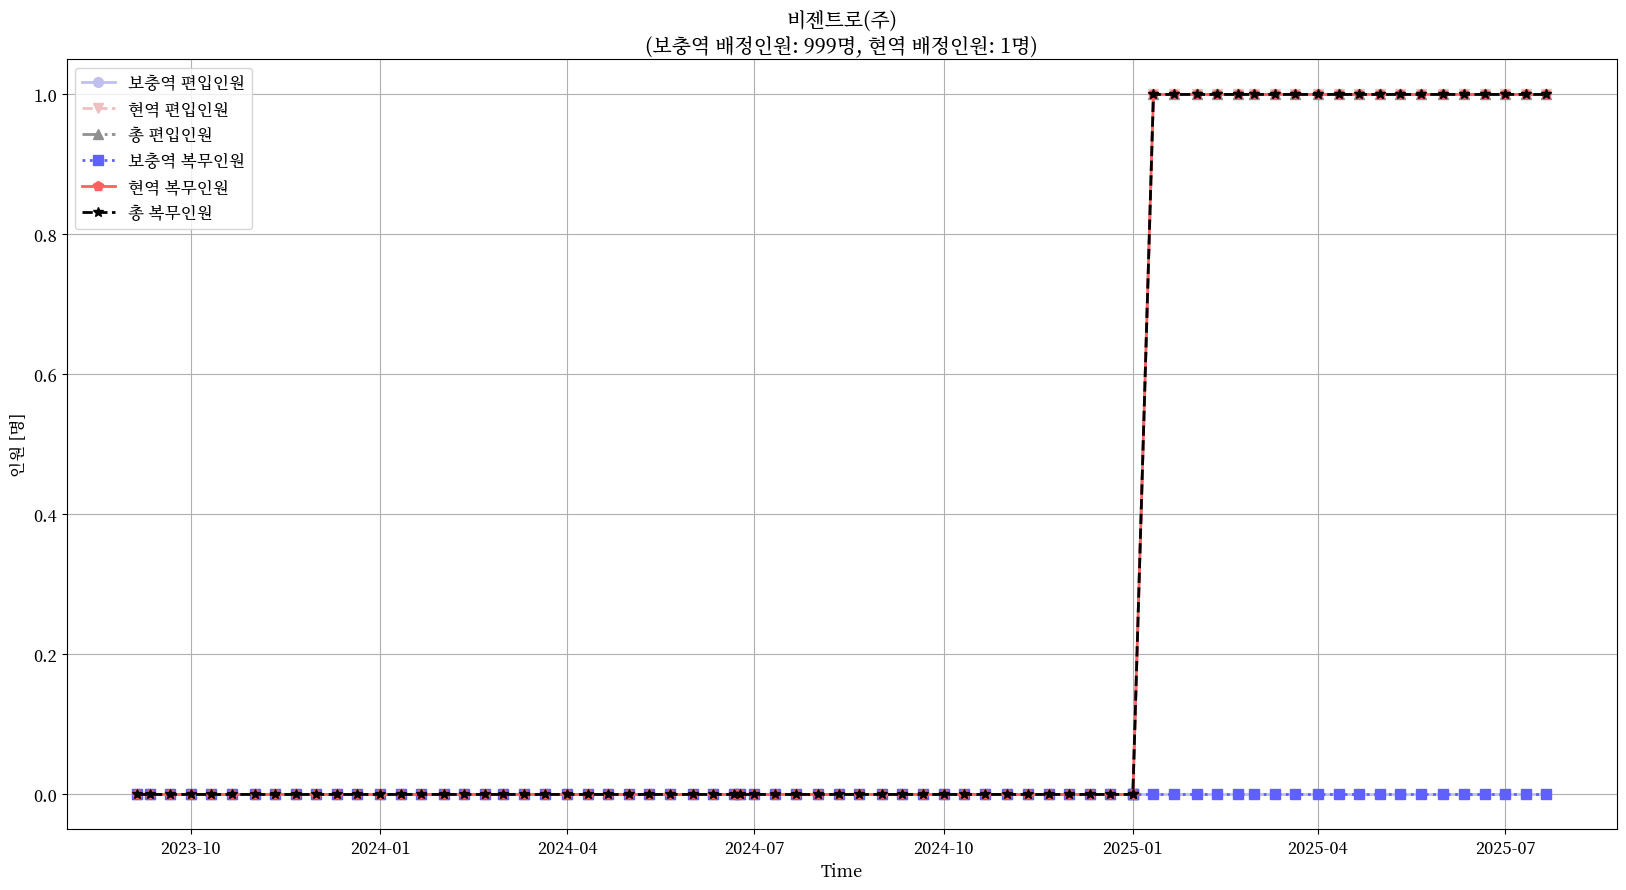 비젠트로(주)
(보충역 배정인원: 999명, 현역 배정인원: 1명)
보충역 편입인원
현역 편입인원
총 편입인원
보충역 복무인원
현역 복무인원
총 복무인원
인원 [명]
1.0
0.8
0.6
0.4
0.2
0.0
2023-10 2024-01 2024-04 2024-07 2024-10 2025-01 2025-04 2025-07
Time